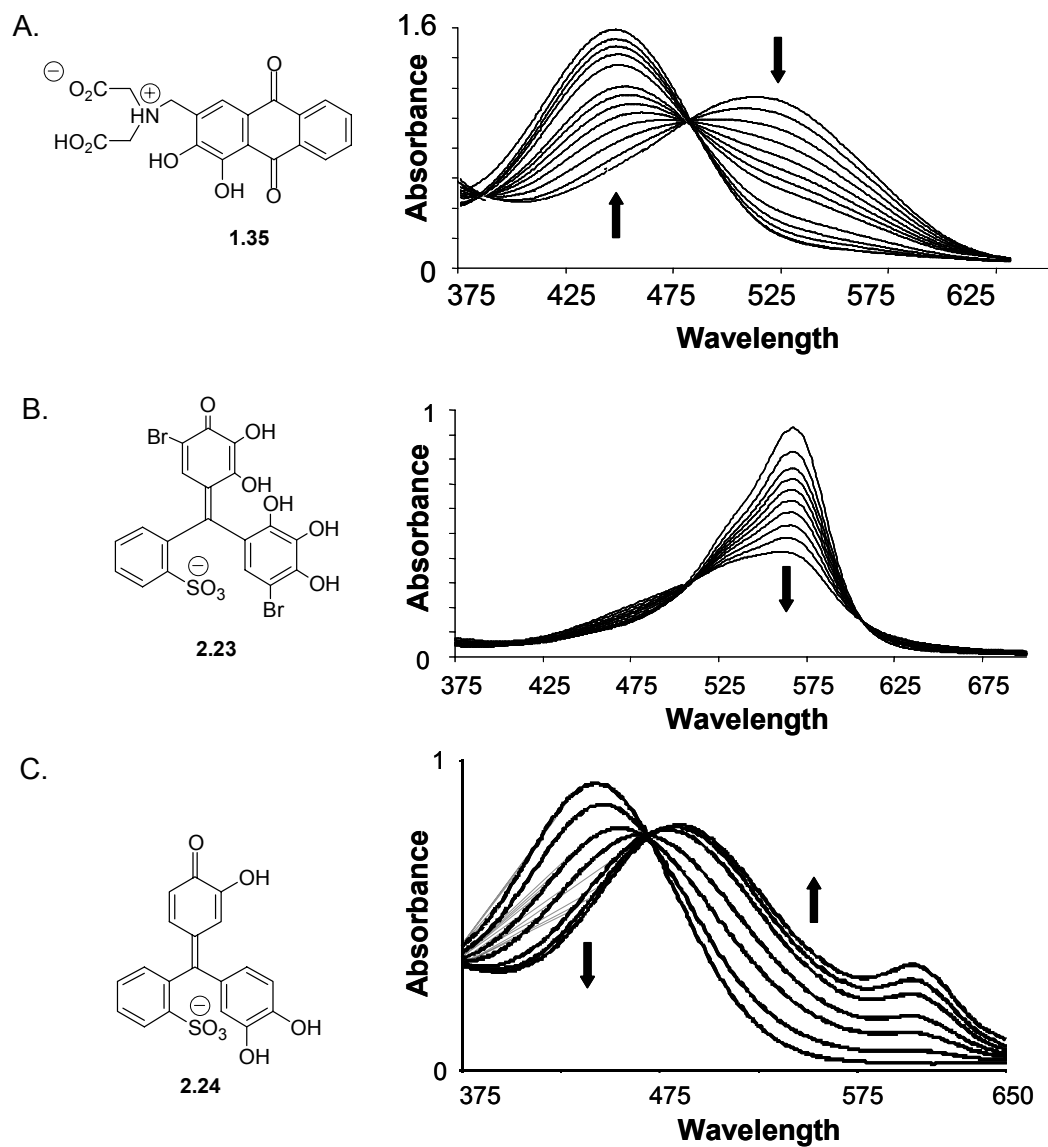 A.
1.6
Absorbance
0
375 425 475 525 575 625
Wavelength
⊖
O2C
⊕
HN
HO2C
HO
OH
O
O
1.35
B.
1
Absorbance
0
375 425 475 525 575 625 675
Wavelength
O
Br
OH
OH
OH
OH
⊖
SO3
OH
Br
2.23
C.
1
Absorbance
0
375 475 575 650
Wavelength
O
OH
⊖
SO3
OH
OH
2.24